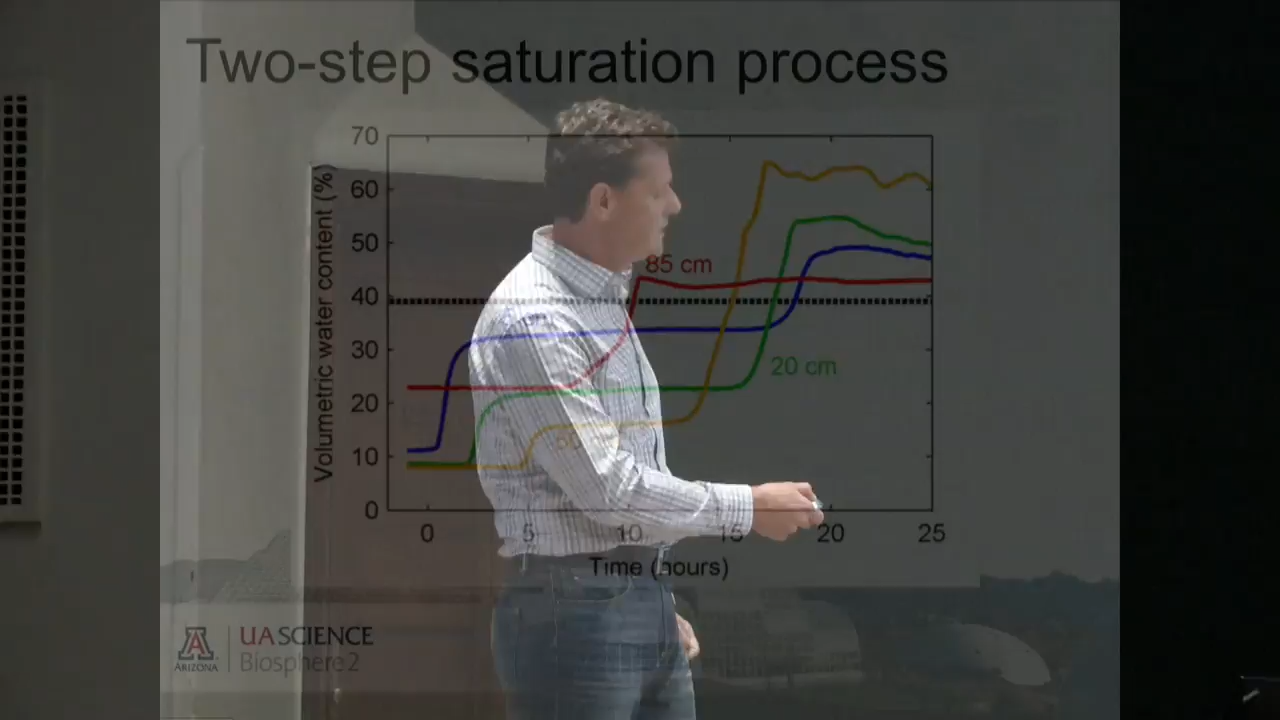 Two-step saturation process
70
60
50
40
30
20
10
0
Volumetric water content (%)
85 cm
20 cm
0 5 10 15 20 25
Time (hours)
A ARIZONA
UA SCIENCE
Biosphere 2